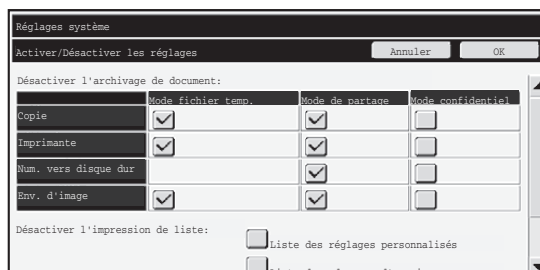 Réglages système
Activer/Désactiver les réglages Annuler OK
Désactiver l'archivage de document:
Mode fichier temp. Mode de partage Mode confidentiel
Copie
Imprimante
Num. vers disque dur
Env. d'image
Désactiver l'impression de liste:
Liste des réglages personnalisés